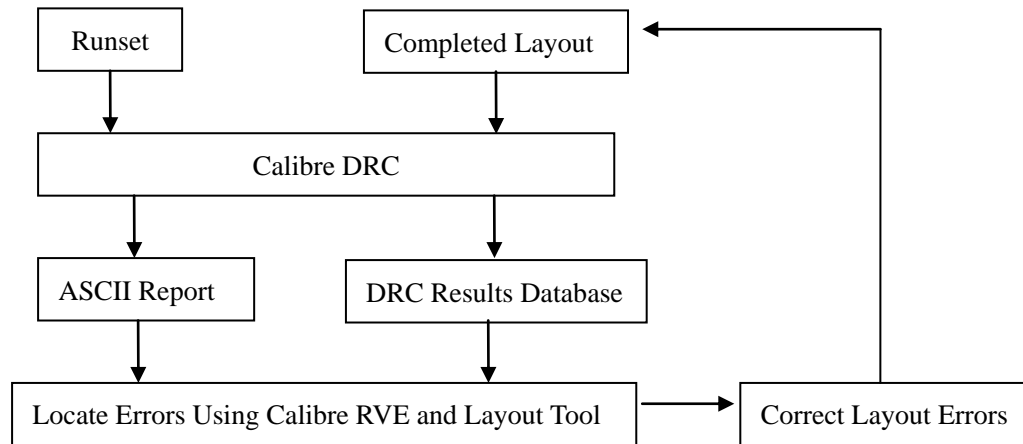 Runset
Completed Layout
Calibre DRC
ASCII Report
DRC Results Database
Locate Errors Using Calibre RVE and Layout Tool
Correct Layout Errors